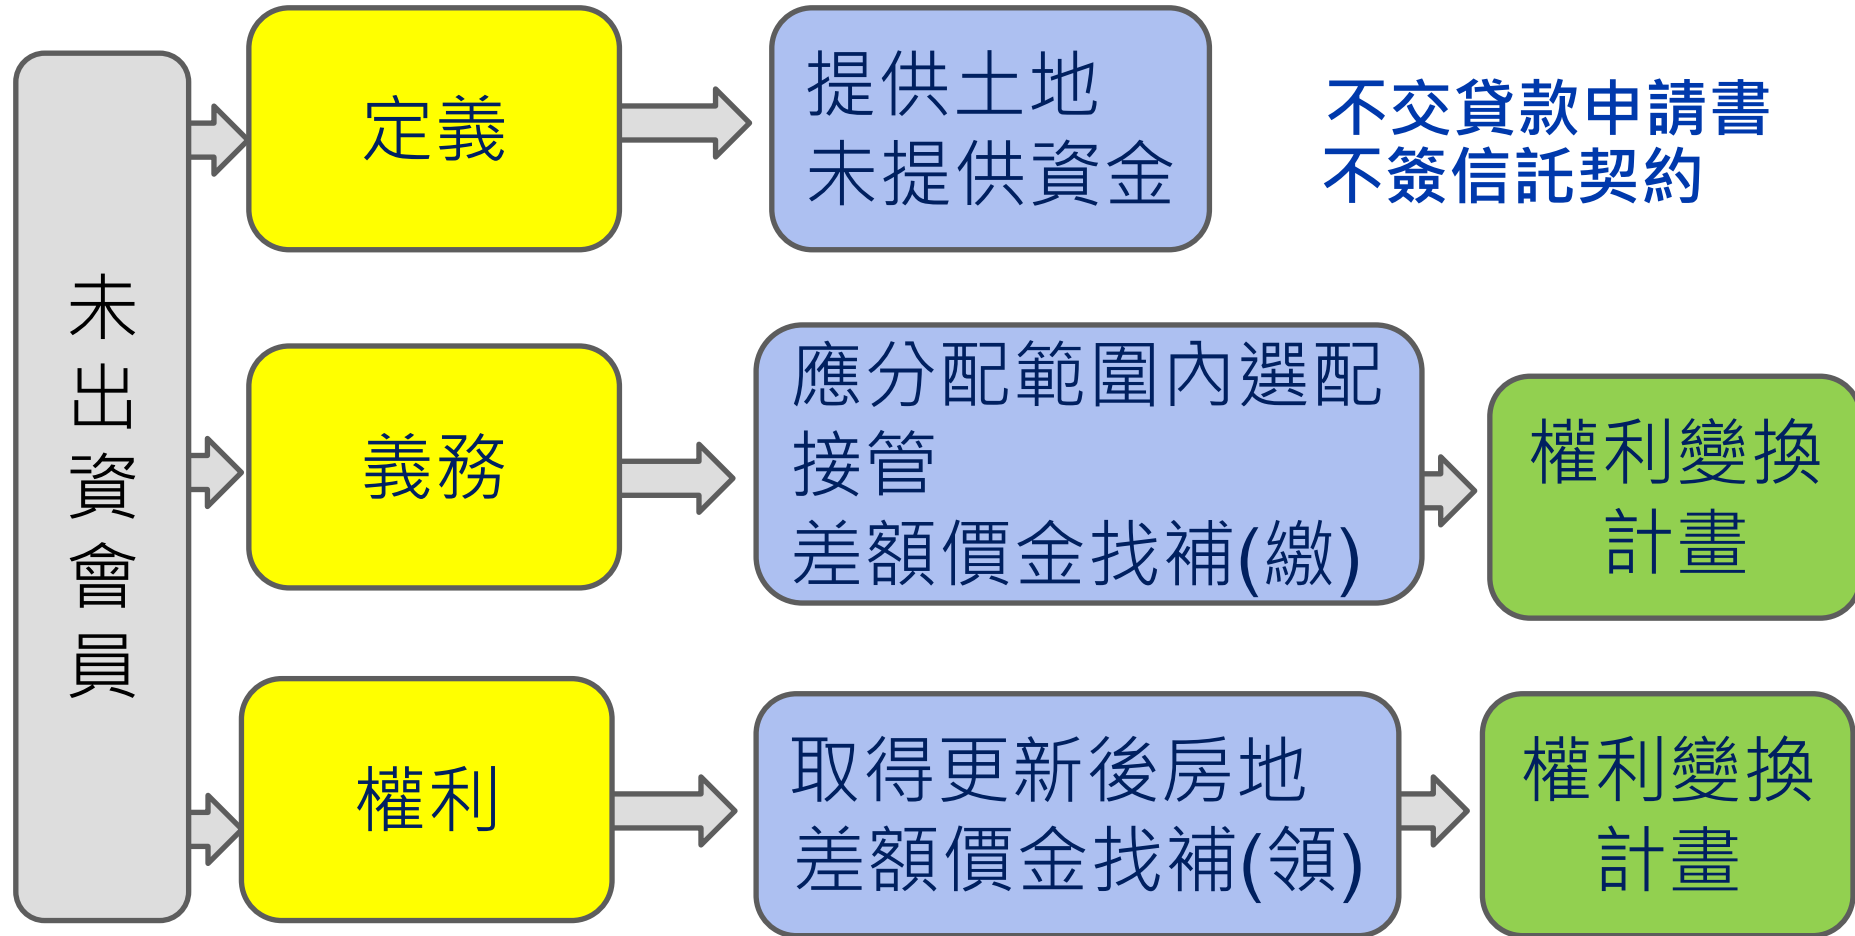 未出資會員
定義
提供土地
未提供資金
不交貸款申請書
不簽信託契約
義務
應分配範圍內選配
接管
差額價金找補(繳)
權利變換
計畫
權利
取得更新後房地
差額價金找補(領)
權利變換
計畫